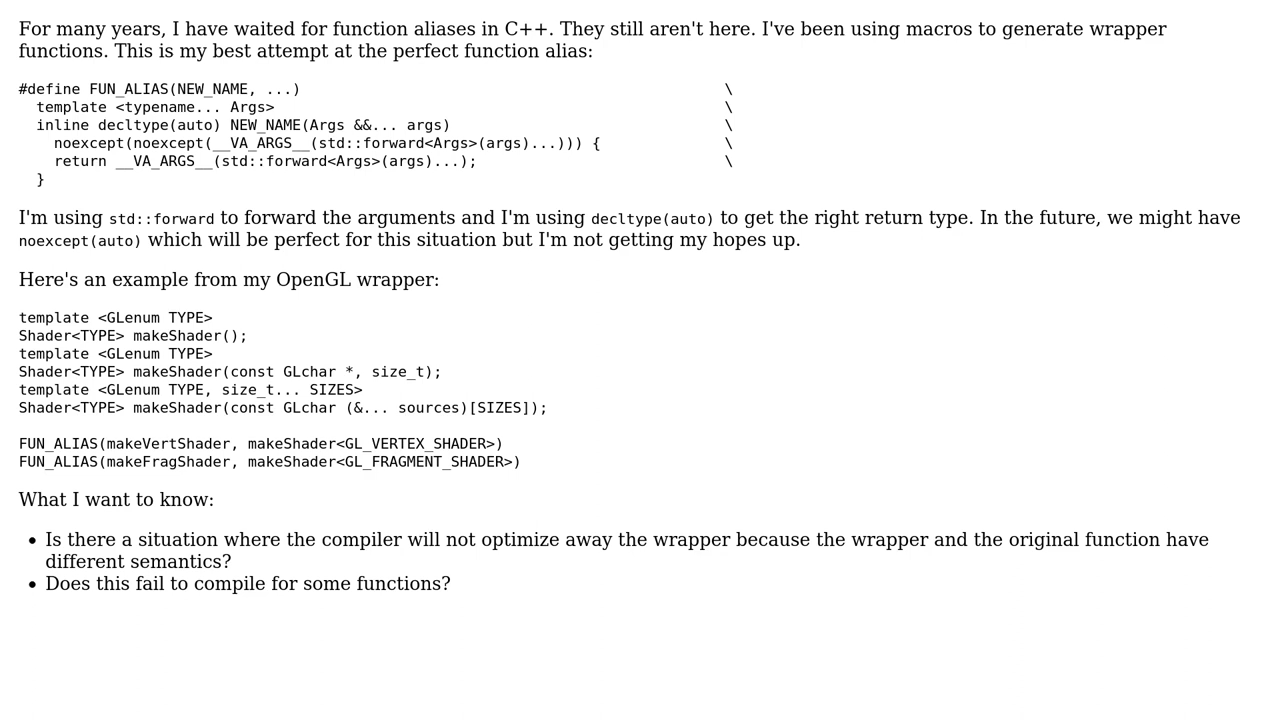 For many years, I have waited for function aliases in C++. They still aren't here. I've been using macros to generate wrapper
functions. This is my best attempt at the perfect function alias:
#define FUN_ALIAS(NEW_NAME, ...) \
  template <typename... Args> \
  inline decltype(auto) NEW_NAME(Args &&... args) \
    noexcept(noexcept(__VA_ARGS__(std::forward<Args>(args)...))) { \
    return __VA_ARGS__(std::forward<Args>(args)...); \
  }
I'm using std::forward to forward the arguments and I'm using decltype(auto) to get the right return type. In the future, we might have
noexcept(auto) which will be perfect for this situation but I'm not getting my hopes up.
Here's an example from my OpenGL wrapper:
template <GLenum TYPE>
Shader<TYPE> makeShader();
template <GLenum TYPE>
Shader<TYPE> makeShader(const GLchar *, size_t);
template <GLenum TYPE, size_t... SIZES>
Shader<TYPE> makeShader(const GLchar (&... sources)[SIZES]);
FUN_ALIAS(makeVertShader, makeShader<GL_VERTEX_SHADER>)
FUN_ALIAS(makeFragShader, makeShader<GL_FRAGMENT_SHADER>)
What I want to know:
• Is there a situation where the compiler will not optimize away the wrapper because the wrapper and the original function have
different semantics?
• Does this fail to compile for some functions?